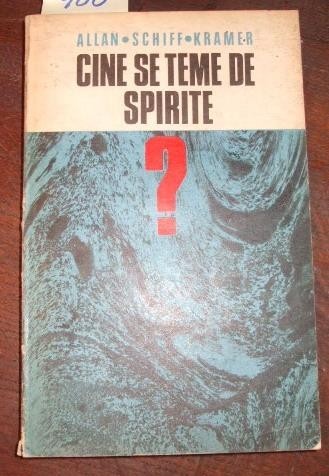 ALLAN•SCHIFF•KRAMER
CINE SE TEME DE
SPIRITE
?